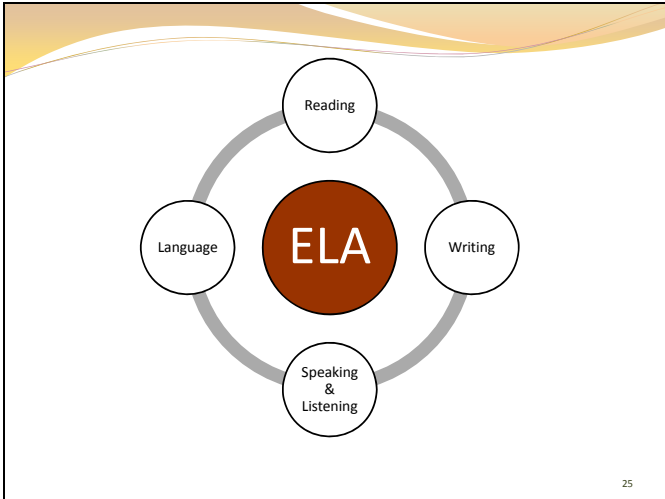 Reading
Language
ELA
Writing
Speaking
&
Listening
25